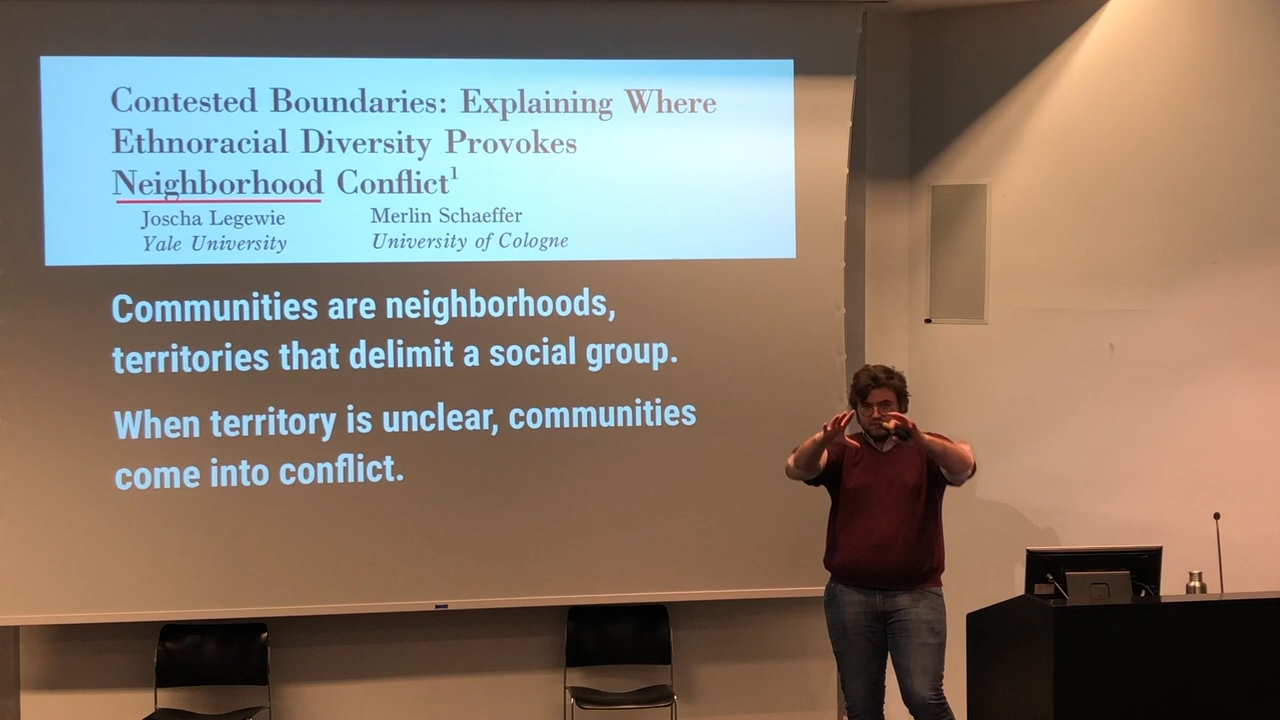 Contested Boundaries: Explaining Where
Ethnoracial Diversity Provokes
Neighborhood Conflict¹
Joscha Legewie Merlin Schaeffer
Yale University University of Cologne
Communities are neighborhoods,
territories that delimit a social group.
When territory is unclear, communities
come into conflict.